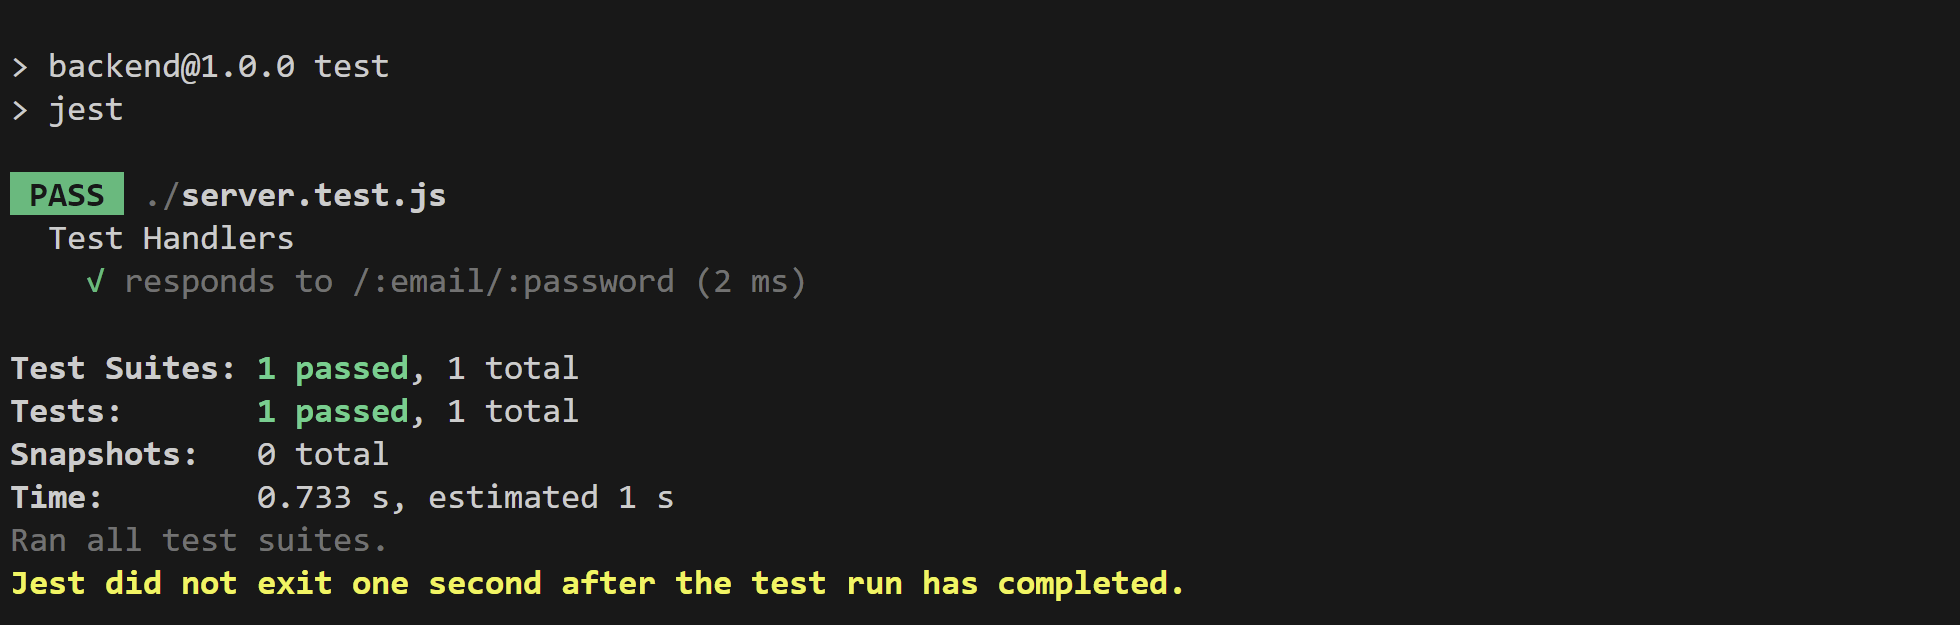 > backend@1.0.0 test
> jest
PASS ./server.test.js
Test Handlers
√ responds to /:email/:password (2 ms)
Test Suites: 1 passed, 1 total
Tests: 1 passed, 1 total
Snapshots: 0 total
Time: 0.733 s, estimated 1 s
Ran all test suites.
Jest did not exit one second after the test run has completed.